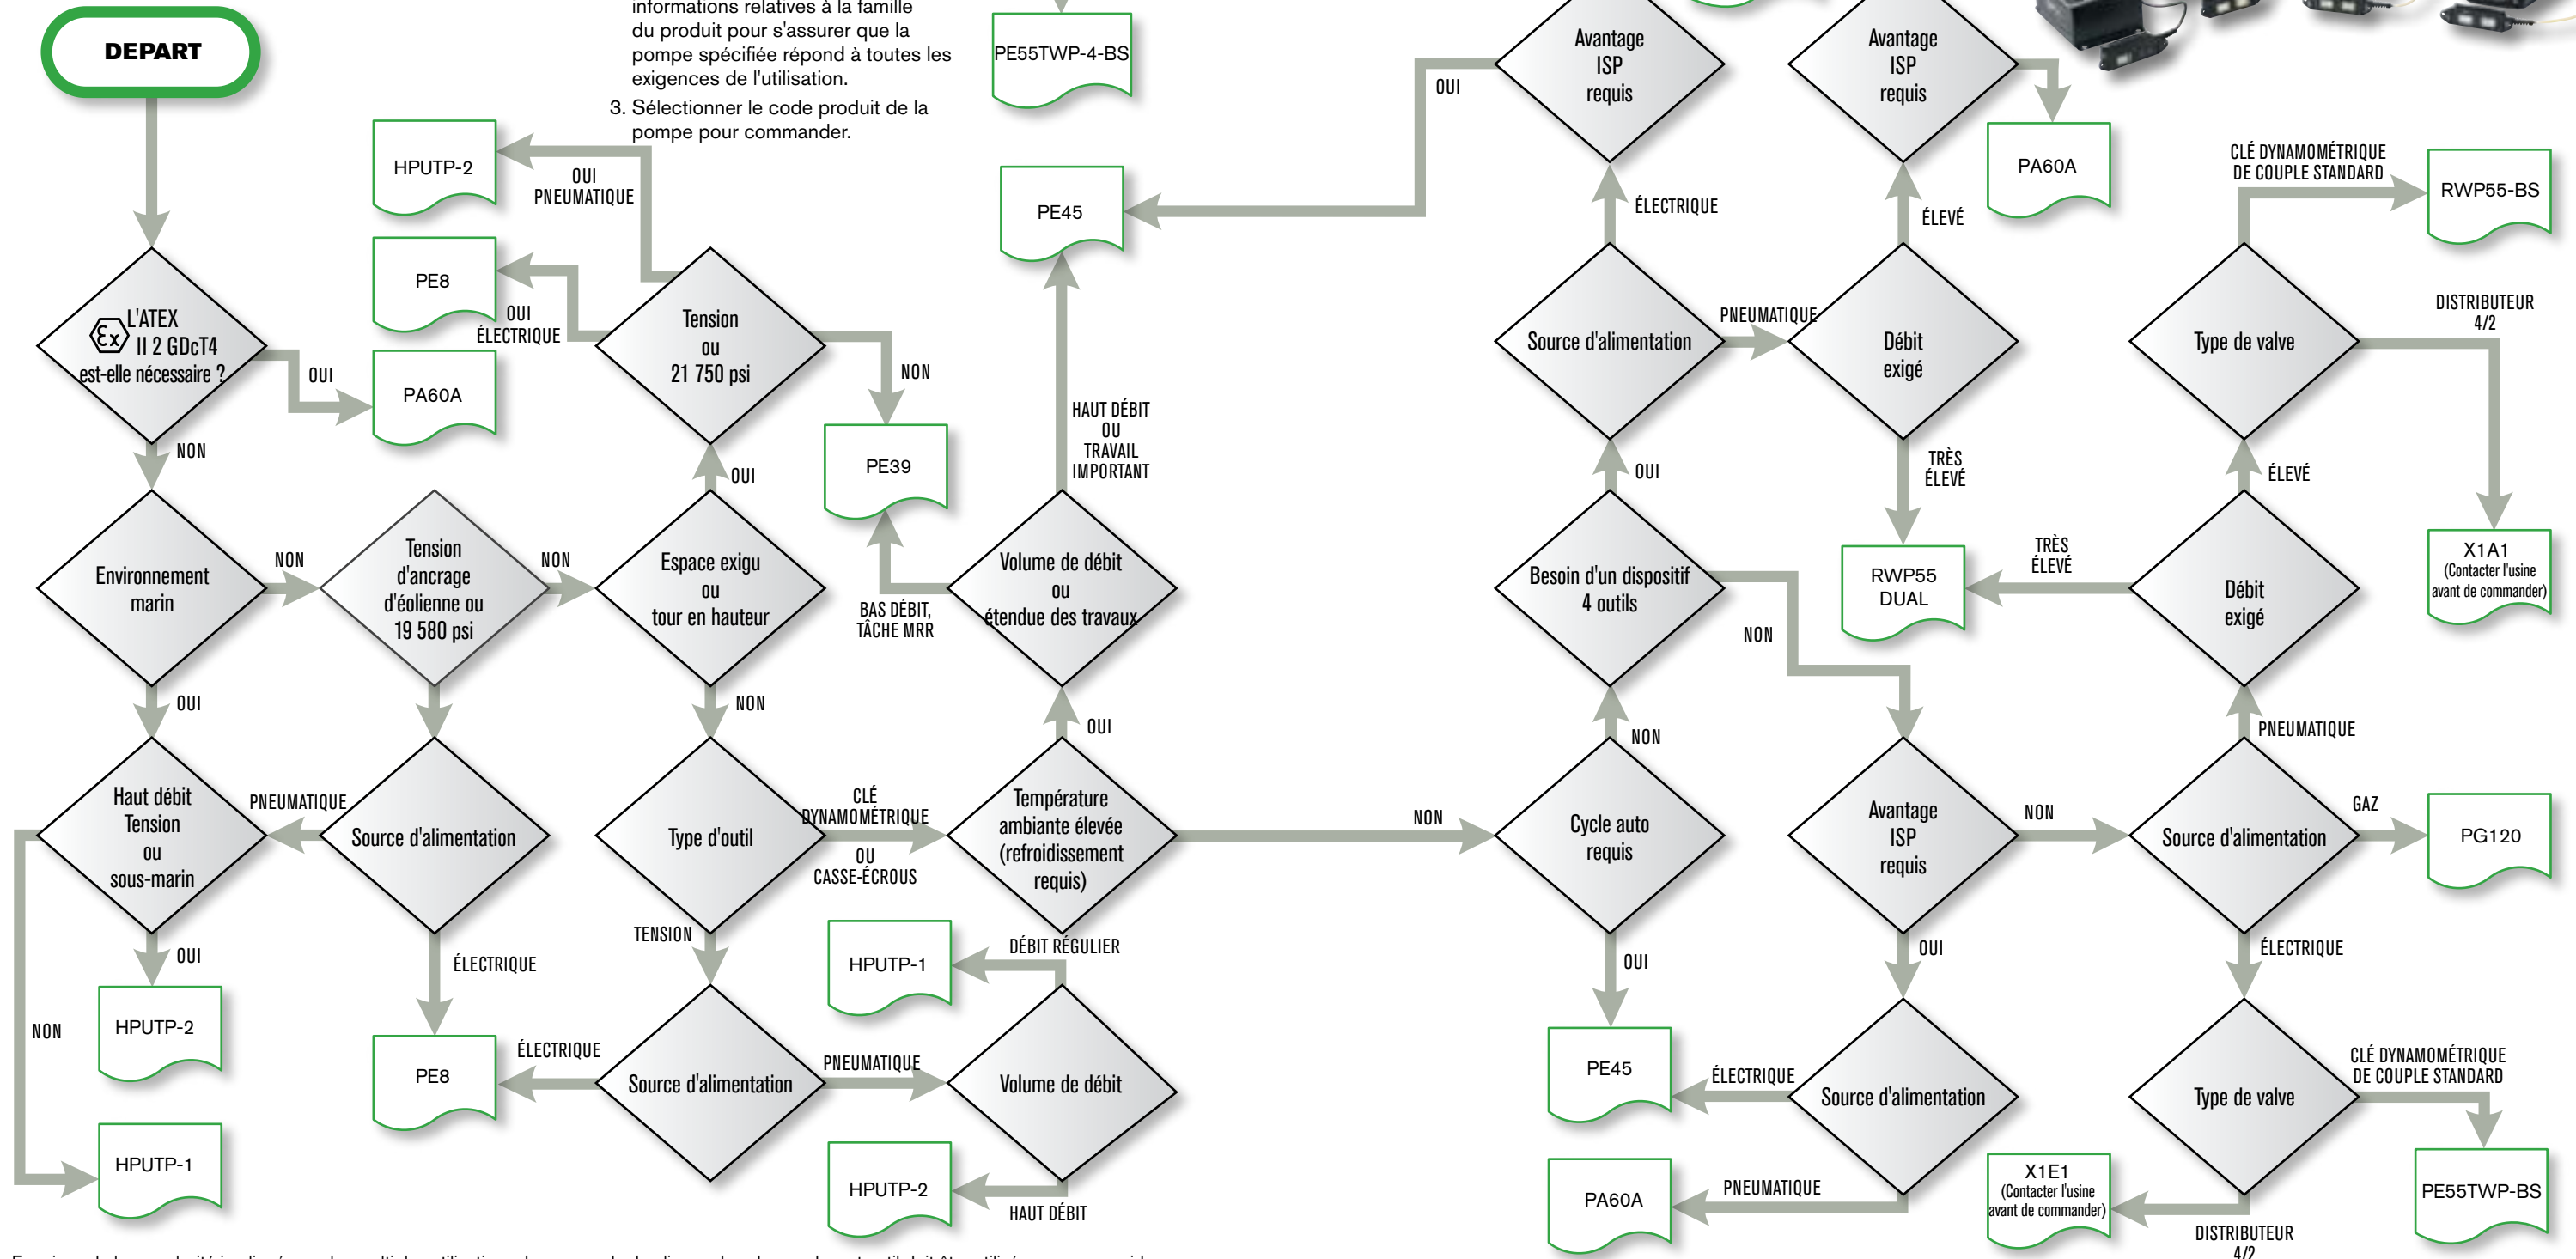 DEPART
informations relatives à la famille
du produit pour s'assurer que la
pompe spécifiée répond à toutes les
exigences de l'utilisation.
3. Sélectionner le code produit de la
pompe pour commander.
PE55TWP-4-BS
HPUTP-2
OUI
PNEUMATIQUE
PE8
OUI
ÉLECTRIQUE
L'ATEX
Ex
II 2 GDcT4
est-elle nécessaire ?
OUI
PA60A
NON
Tension
ou
21 750 psi
NON
PE39
OUI
PE45
OUI
HAUT DÉBIT
OU
TRAVAIL
IMPORTANT
Environnement
marin
NON
Tension
d'ancrage
d'éolienne ou
19 580 psi
NON
Espace exigu
ou
tour en hauteur
BAS DÉBIT,
TÂCHE MRR
Volume de débit
ou
étendue des travaux
OUI
NON
OUI
Haut débit
Tension
ou
sous-marin
PNEUMATIQUE
Source d'alimentation
Type d'outil
CLÉ
DYNAMOMÉTRIQUE
OU
CASSE-ÉCROUS
Température
ambiante élevée
(refroidissement
requis)
NON
OUI
HPUTP-2
NON
HPUTP-1
ÉLECTRIQUE
PE8
TENSION
ÉLECTRIQUE
Source d'alimentation
PNEUMATIQUE
Volume de débit
DÉBIT RÉGULIER
HPUTP-1
HPUTP-2
HAUT DÉBIT
Avantage
ISP
requis
Avantage
ISP
requis
PA60A
ÉLECTRIQUE
ÉLEVÉ
Source d'alimentation
PNEUMATIQUE
Débit
exigé
CLÉ DYNAMOMÉTRIQUE
DE COUPLE STANDARD
RWP55-BS
Type de valve
DISTRIBUTEUR
4/2
X1A1
(Contacter l'usine
avant de commander)
OUI
TRÈS
ÉLEVÉ
ÉLEVÉ
Besoin d'un dispositif
4 outils
NON
RWP55
DUAL
TRÈS
ÉLEVÉ
Débit
exigé
NON
PNEUMATIQUE
Cycle auto
requis
Avantage
ISP
requis
NON
Source d'alimentation
GAZ
PG120
OUI
OUI
ÉLECTRIQUE
PE45
ÉLECTRIQUE
Source d'alimentation
Type de valve
CLÉ DYNAMOMÉTRIQUE
DE COUPLE STANDARD
PE55TWP-BS
PA60A
PNEUMATIQUE
X1E1
(Contacter l'usine
avant de commander)
DISTRIBUTEUR
4/2